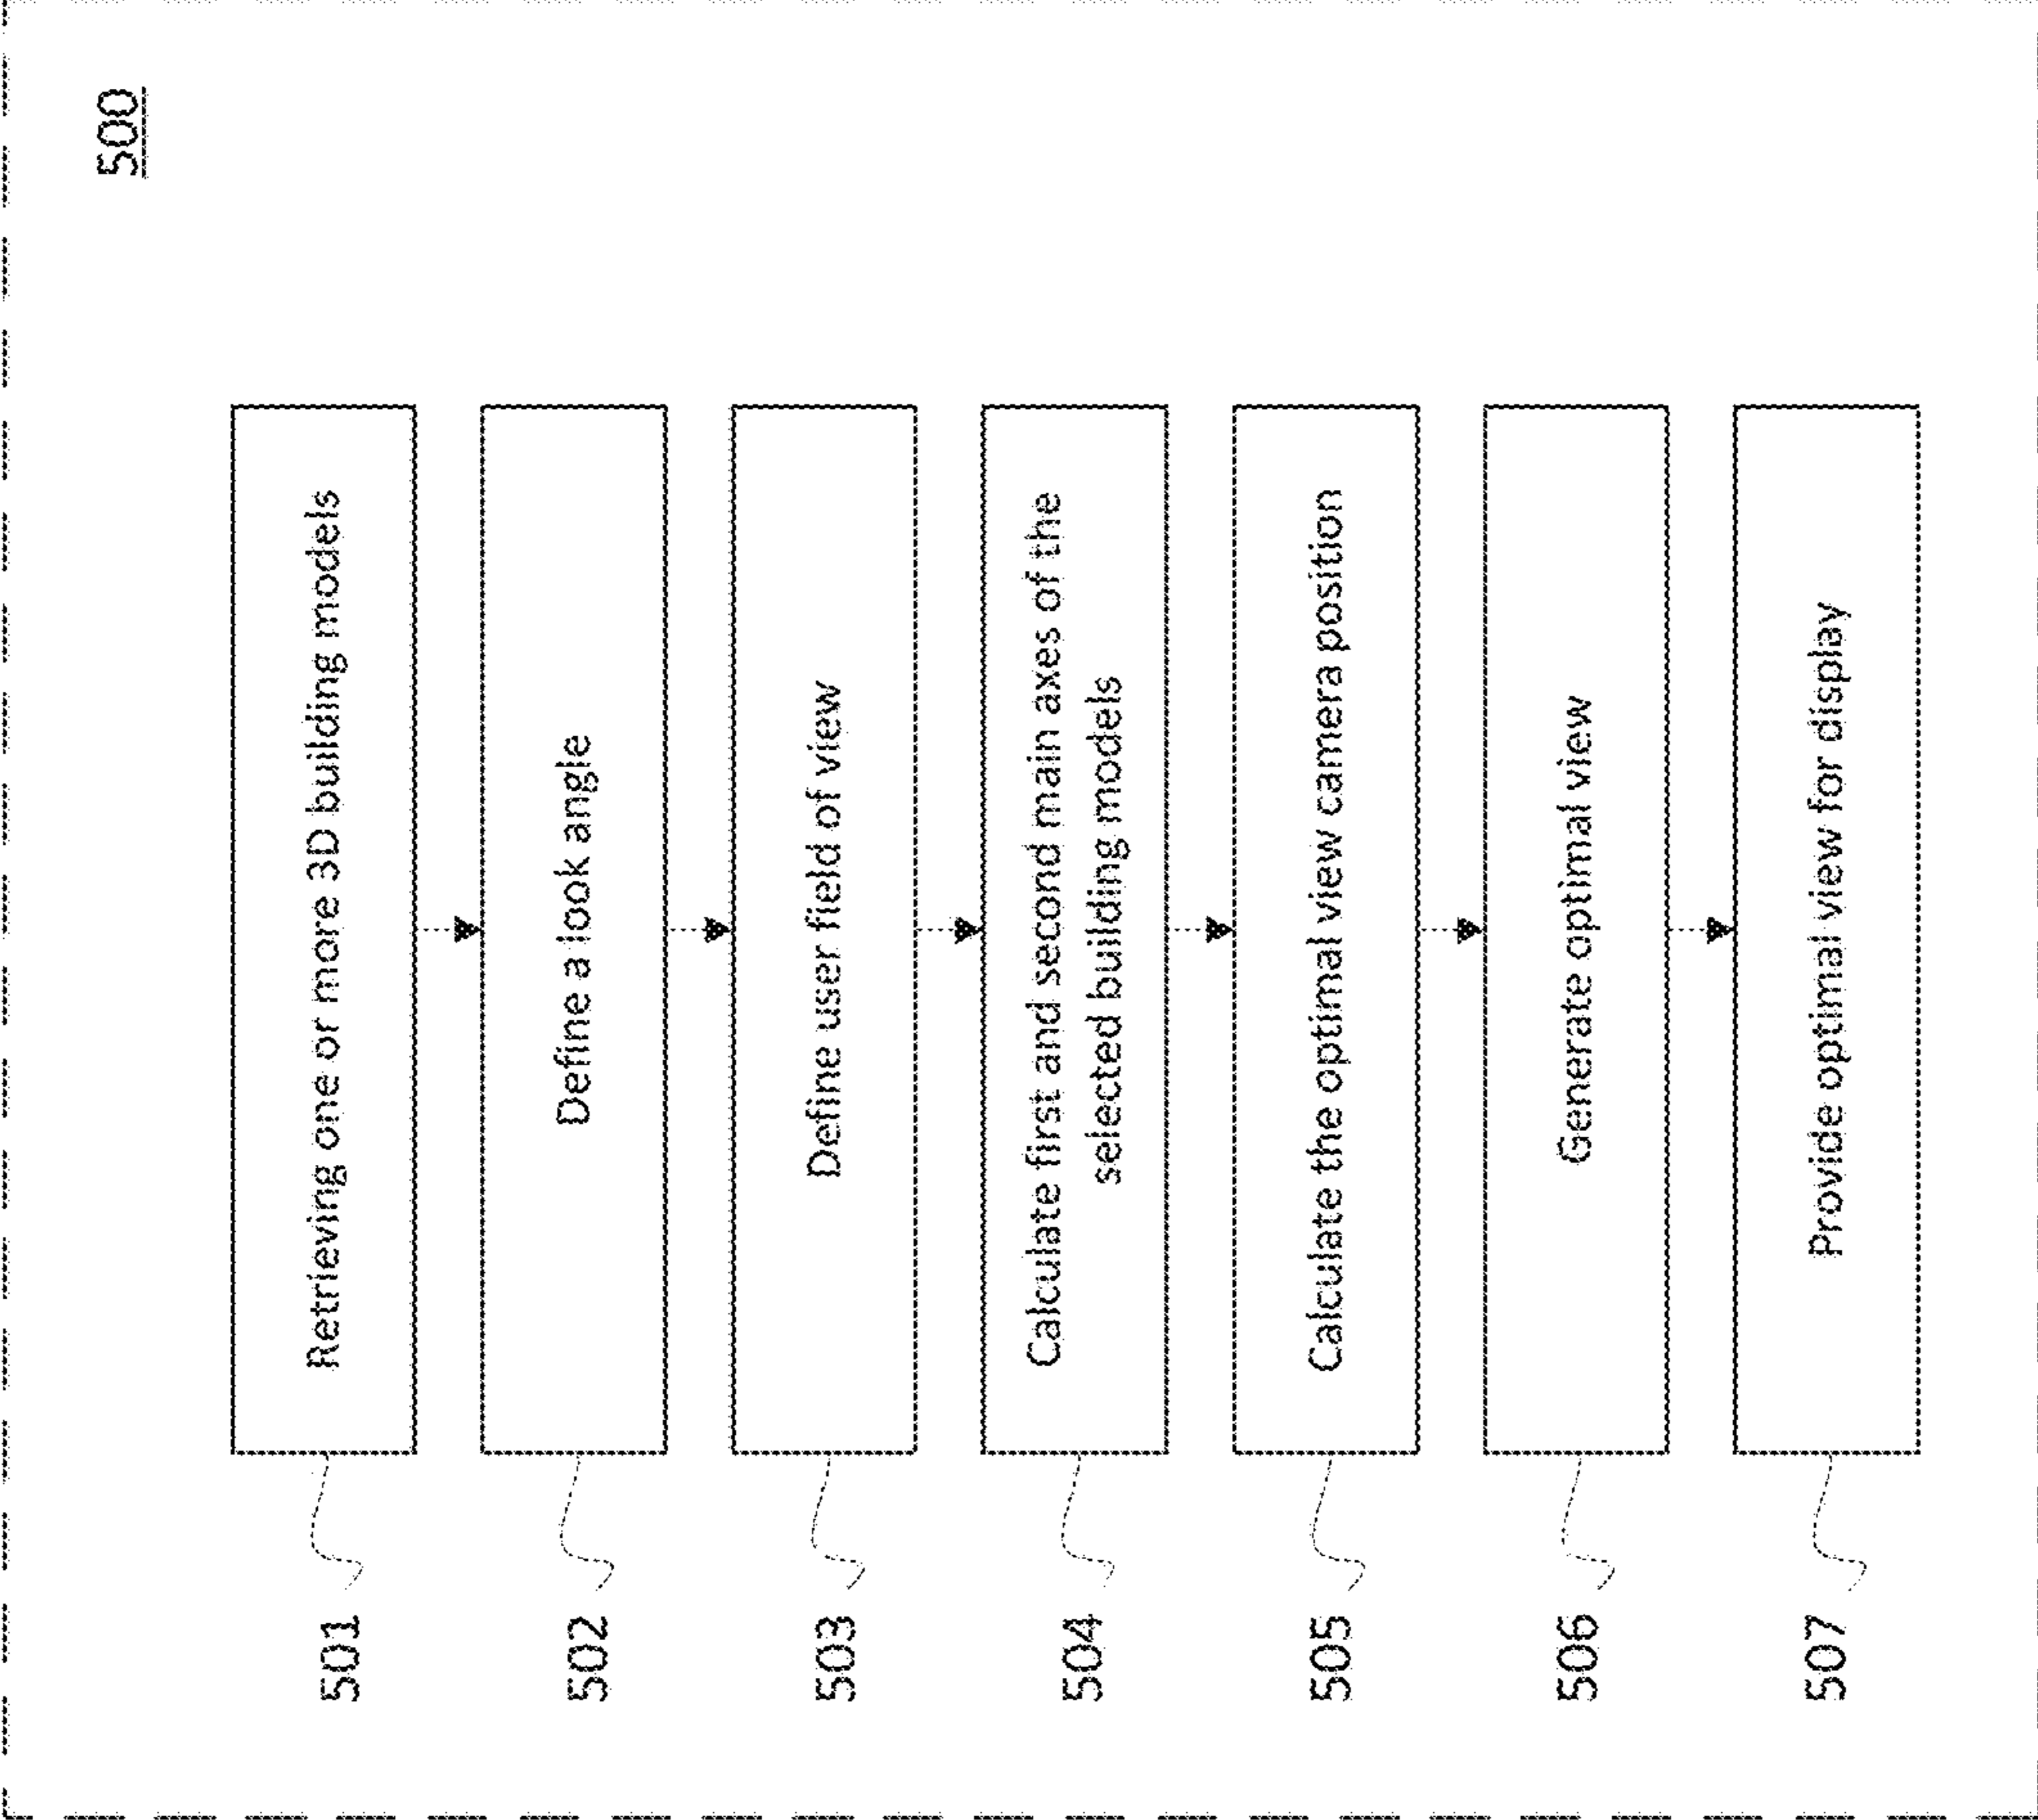 500
501
Retrieving one or more 3D building models
502
Define a look angle
503
Define user field of view
504
Calculate first and second main axes of the
selected building models
505
Calculate the optimal view camera position
506
Generate optimal view
507
Provide optimal view for display